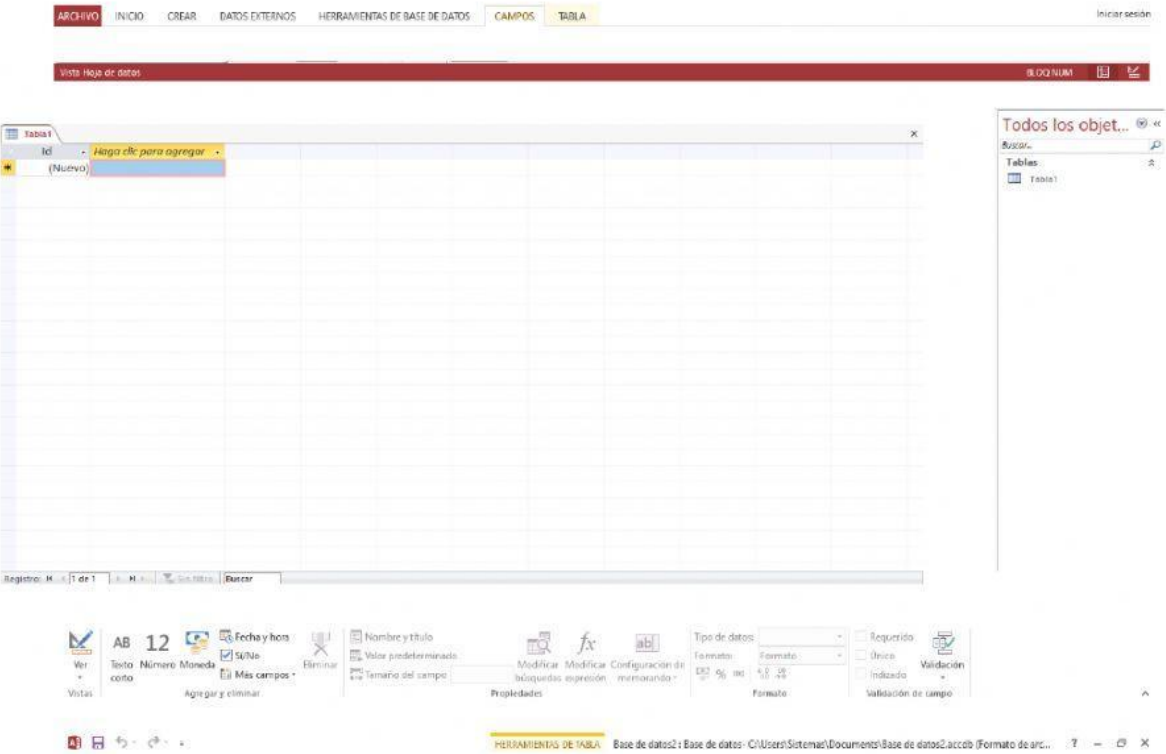 ARCHIVO INICIO CREAR DATOS EXTERNOS HERRAMIENTAS DE BASE DE DATOS CAMPOS TABLA Iniciar sesión
Vista Hoja de datos BLOQ NUM
Todos los objet...
Buscar...
Tablas
Tabla1
Tabla1
Id Haga clic para agregar
(Nuevo)
Registro: 1 de 1 Sin filtro Buscar
Ver
Vistas
AB
Texto corto
12
Número
Moneda
Fecha y hora
Sí/No
Más campos
Eliminar
Agregar y eliminar
Nombre y título
Valor predeterminado
Tamaño del campo
Modificar búsquedas
fx
Modificar expresión
ab
Configuración de memorando
Propiedades
Tipo de datos:
Formato: Formato
%
Formato
Requerido
Único
Indizado
Validación
Validación de campo
HERRAMIENTAS DE TABLA Base de datos2 : Base de datos- C:\Users\Sistemas\Documents\Base de datos2.accdb (Formato de arc... ?